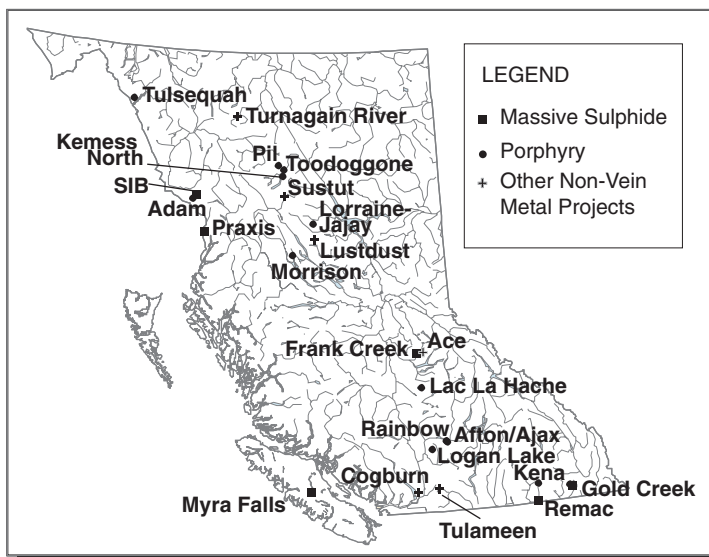 Tulsequah
Turnagain River
Kemess
North
Pil
Toodoggone
Sustut
SIB
Adam
Lorraine-
Jajay
Praxis
Lustdust
Morrison
Ace
Frank Creek
Lac La Hache
Rainbow
Afton/Ajax
Logan Lake
Cogburn
Kena
Gold Creek
Myra Falls
Remac
Tulameen
LEGEND
Massive Sulphide
Porphyry
Other Non-Vein
Metal Projects